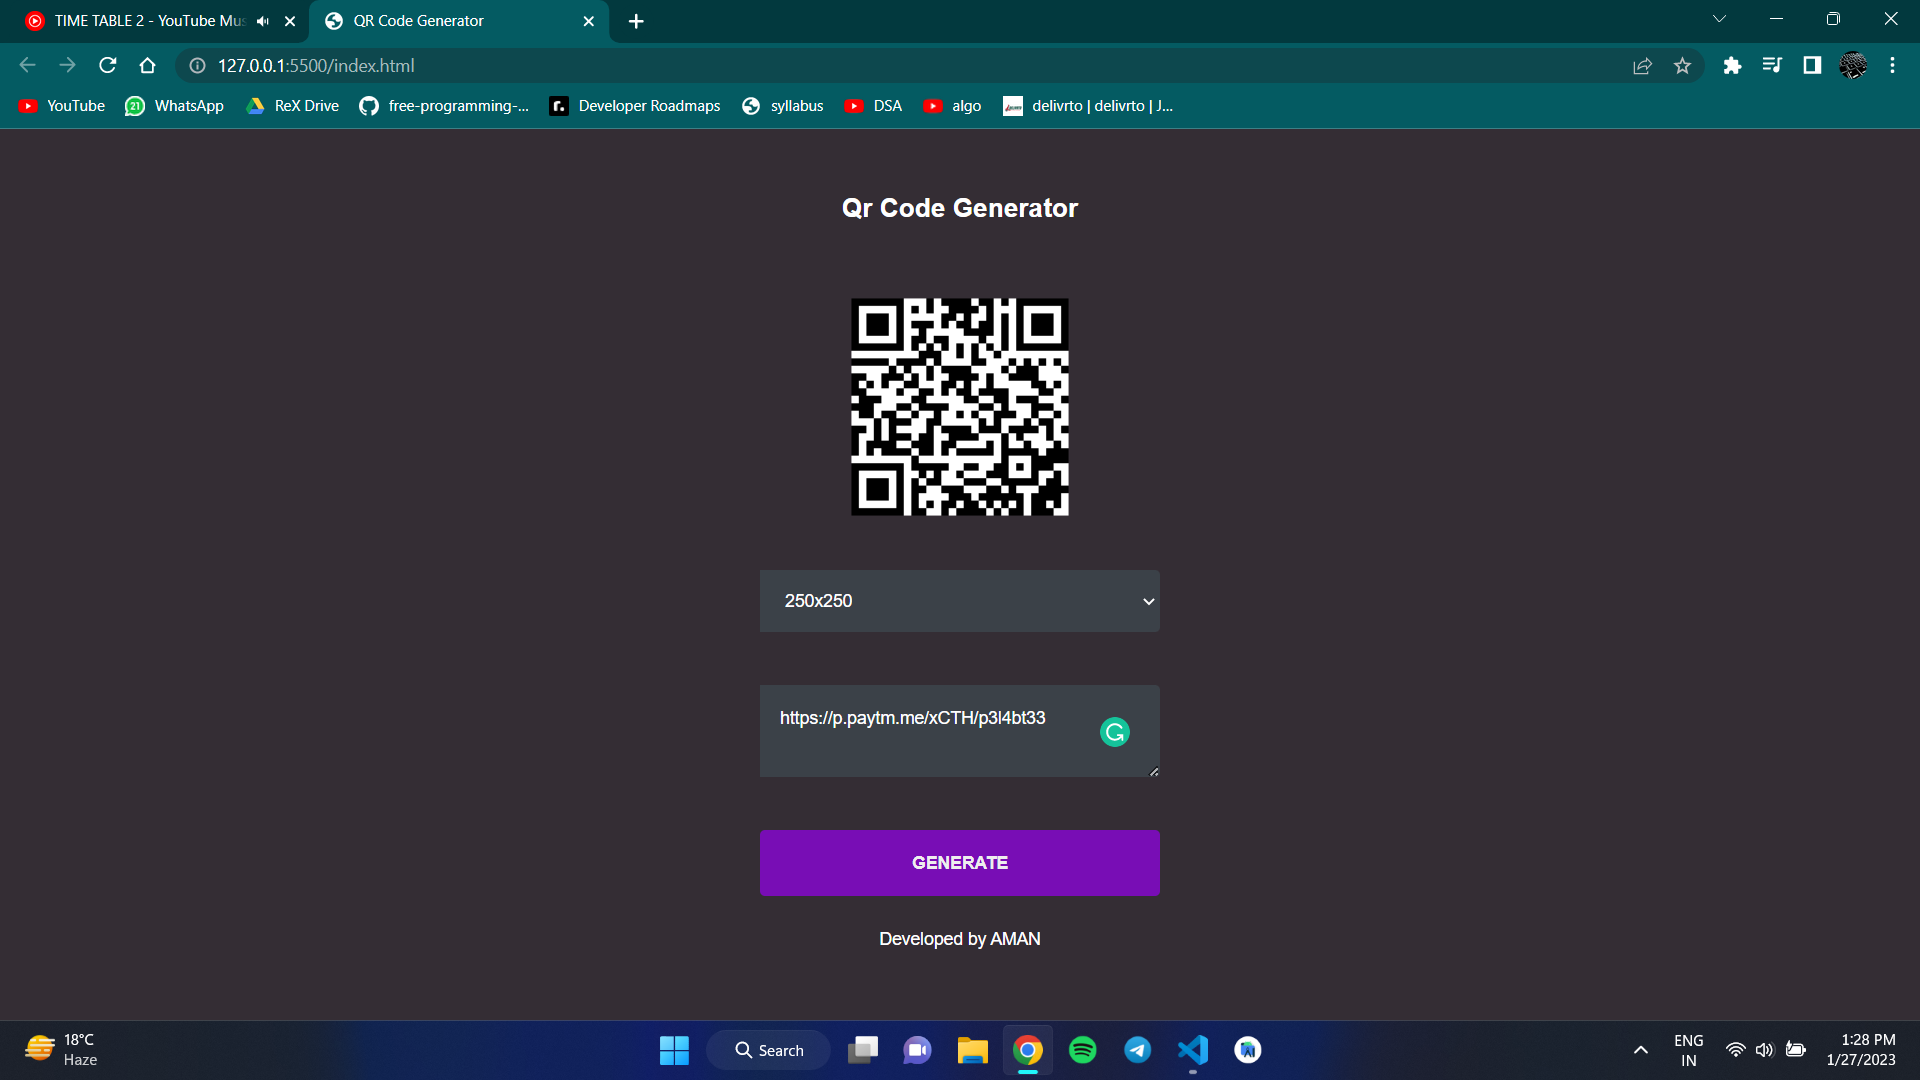 TIME TABLE 2 - YouTube Mus
QR Code Generator
127.0.0.1:5500/index.html
YouTube
21
WhatsApp
ReX Drive
free-programming-...
Developer Roadmaps
syllabus
DSA
algo
delivrto | delivrto | J...
Qr Code Generator
250x250
https://p.paytm.me/xCTH/p3l4bt33
GENERATE
Developed by AMAN
18°C
Haze
Search
ENG
IN
1:28 PM
1/27/2023